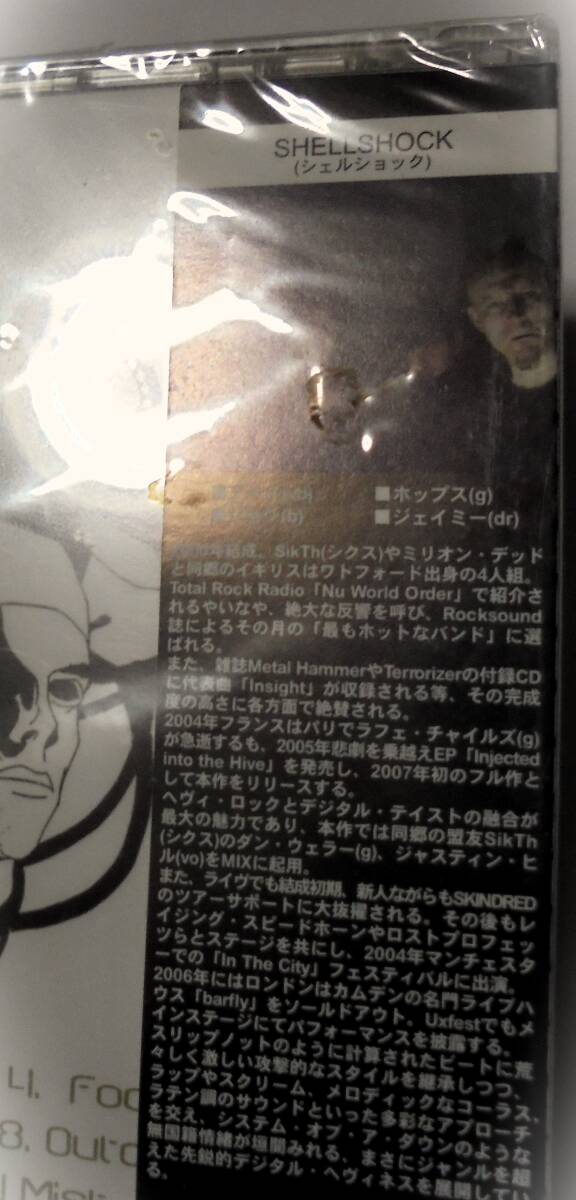 SHELLSHOCK
(シェルショック)
■ホップス(g)
(b) ■ジェイミー(dr)
年結成。SikTh(シクス)やミリオン・デッド
と同郷のイギリスはワトフォード出身の4人組。
Total Rock Radio「Nu World Order」で紹介さ
れるやいなや、絶大な反響を呼び、Rocksound
誌によるその月の「最もホットなバンド」に選
ばれる。
また、雑誌Metal HammerやTerrorizerの付録CD
に代表曲「Insight」が収録される等、その完成
度の高さに各方面で絶賛される。
2004年フランスはパリでラフェ・チャイルズ(g)
が急逝するも、2005年悲劇を乗越えEP「Injected
into the Hive」を発売し、2007年初のフル作と
して本作をリリースする。
ヘヴィ・ロックとデジタル・テイストの融合が
最大の魅力であり、本作では同郷の盟友SikTh
(シクス)のダン・ウェラー(g)、ジャスティン・ヒ
ル(vo)をMIXに起用。
また、ライヴでも結成初期、新人ながらもSKINDRED
のツアーサポートに大抜擢される。その後もレ
イジング・スピードホーンやロストプロフェッ
ツらとステージを共にし、2004年マンチェスタ
ーでの「In The City」フェスティバルに出演。
2006年にはロンドンはカムデンの名門ライブハ
ウス「barfly」をソールドアウト。Uxfestでもメ
インステージにてパフォーマンスを披露する。
スリップノットのように計算されたビートに荒
々しく激しい攻撃的なスタイルを継承しつつ、
ラップやスクリーム、メロディックなコーラス、
ラテン調のサウンドといった多彩なアプローチ
を交え、システム・オブ・ア・ダウンのような
無国籍情緒が垣間みれる、まさにジャンルを超
えた先鋭的デジタル・ヘヴィネスを展開
る。
8.